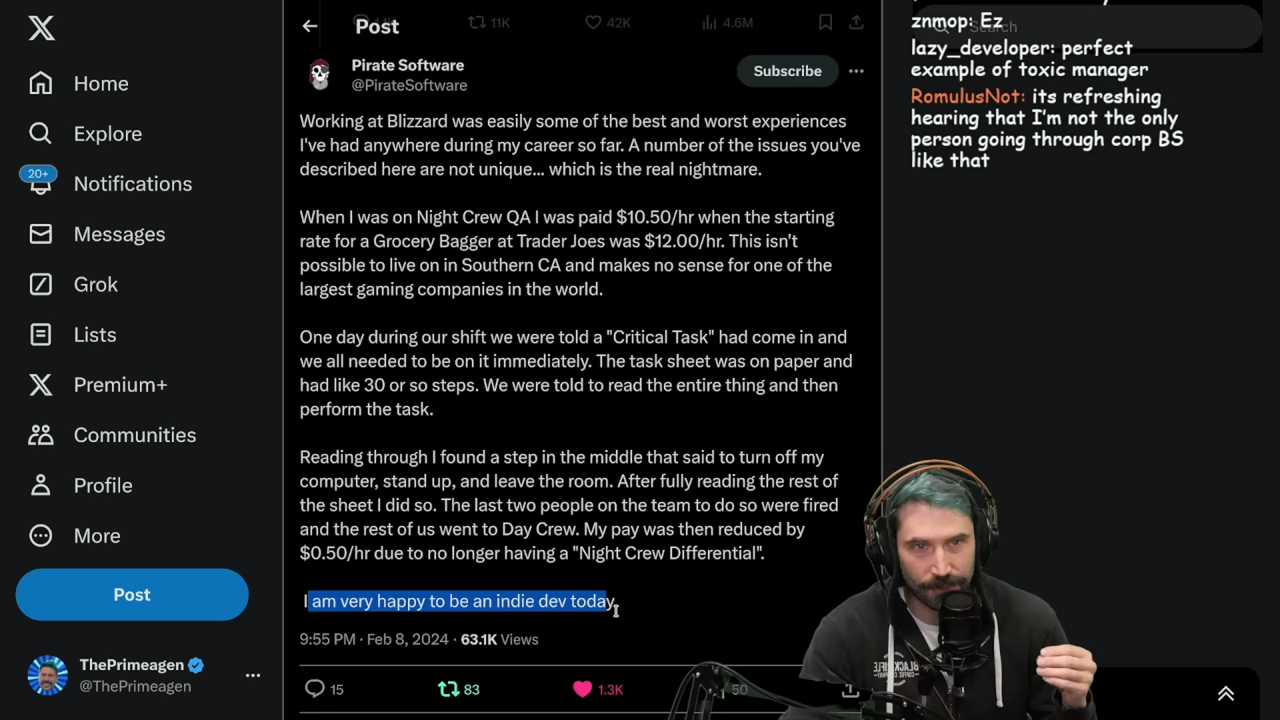 11K
42K
4.6M
Post
Search
znmop: Ez
lazy_developer: perfect
example of toxic manager
RomulusNot: its refreshing
hearing that I'm not the only
person going through corp BS
like that
Home
Explore
20+
Notifications
Messages
Grok
Lists
Premium+
Communities
Profile
More
Post
ThePrimeagen
@ThePrimeagen
Pirate Software
@PirateSoftware
Subscribe
Working at Blizzard was easily some of the best and worst experiences
I've had anywhere during my career so far. A number of the issues you've
described here are not unique... which is the real nightmare.
When I was on Night Crew QA I was paid $10.50/hr when the starting
rate for a Grocery Bagger at Trader Joes was $12.00/hr. This isn't
possible to live on in Southern CA and makes no sense for one of the
largest gaming companies in the world.
One day during our shift we were told a "Critical Task" had come in and
we all needed to be on it immediately. The task sheet was on paper and
had like 30 or so steps. We were told to read the entire thing and then
perform the task.
Reading through I found a step in the middle that said to turn off my
computer, stand up, and leave the room. After fully reading the rest of
the sheet I did so. The last two people on the team to do so were fired
and the rest of us went to Day Crew. My pay was then reduced by
$0.50/hr due to no longer having a "Night Crew Differential".
I am very happy to be an indie dev today.
9:55 PM · Feb 8, 2024 · 63.1K Views
15
83
1.3K
50